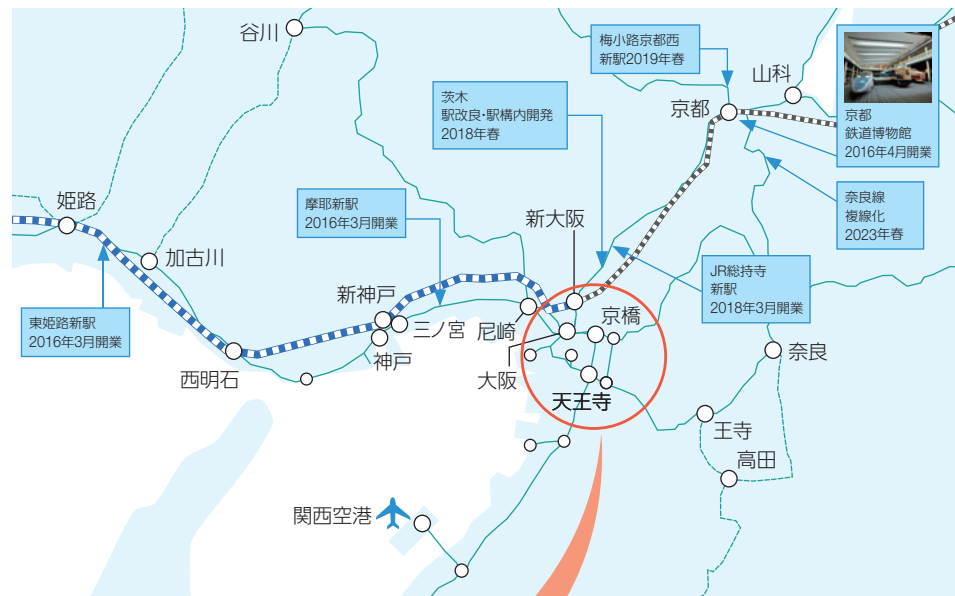 谷川
梅小路京都西
新駅2019年春
山科
茨木
駅改良・駅構内開発
2018年春
京都
京都
鉄道博物館
2016年4月開業
姫路
摩耶新駅
2016年3月開業
新大阪
奈良線
複線化
2023年春
加古川
JR総持寺
新駅
2018年3月開業
新神戸
東姫路新駅
2016年3月開業
三ノ宮
尼崎
京橋
神戸
奈良
西明石
大阪
天王寺
王寺
高田
関西空港